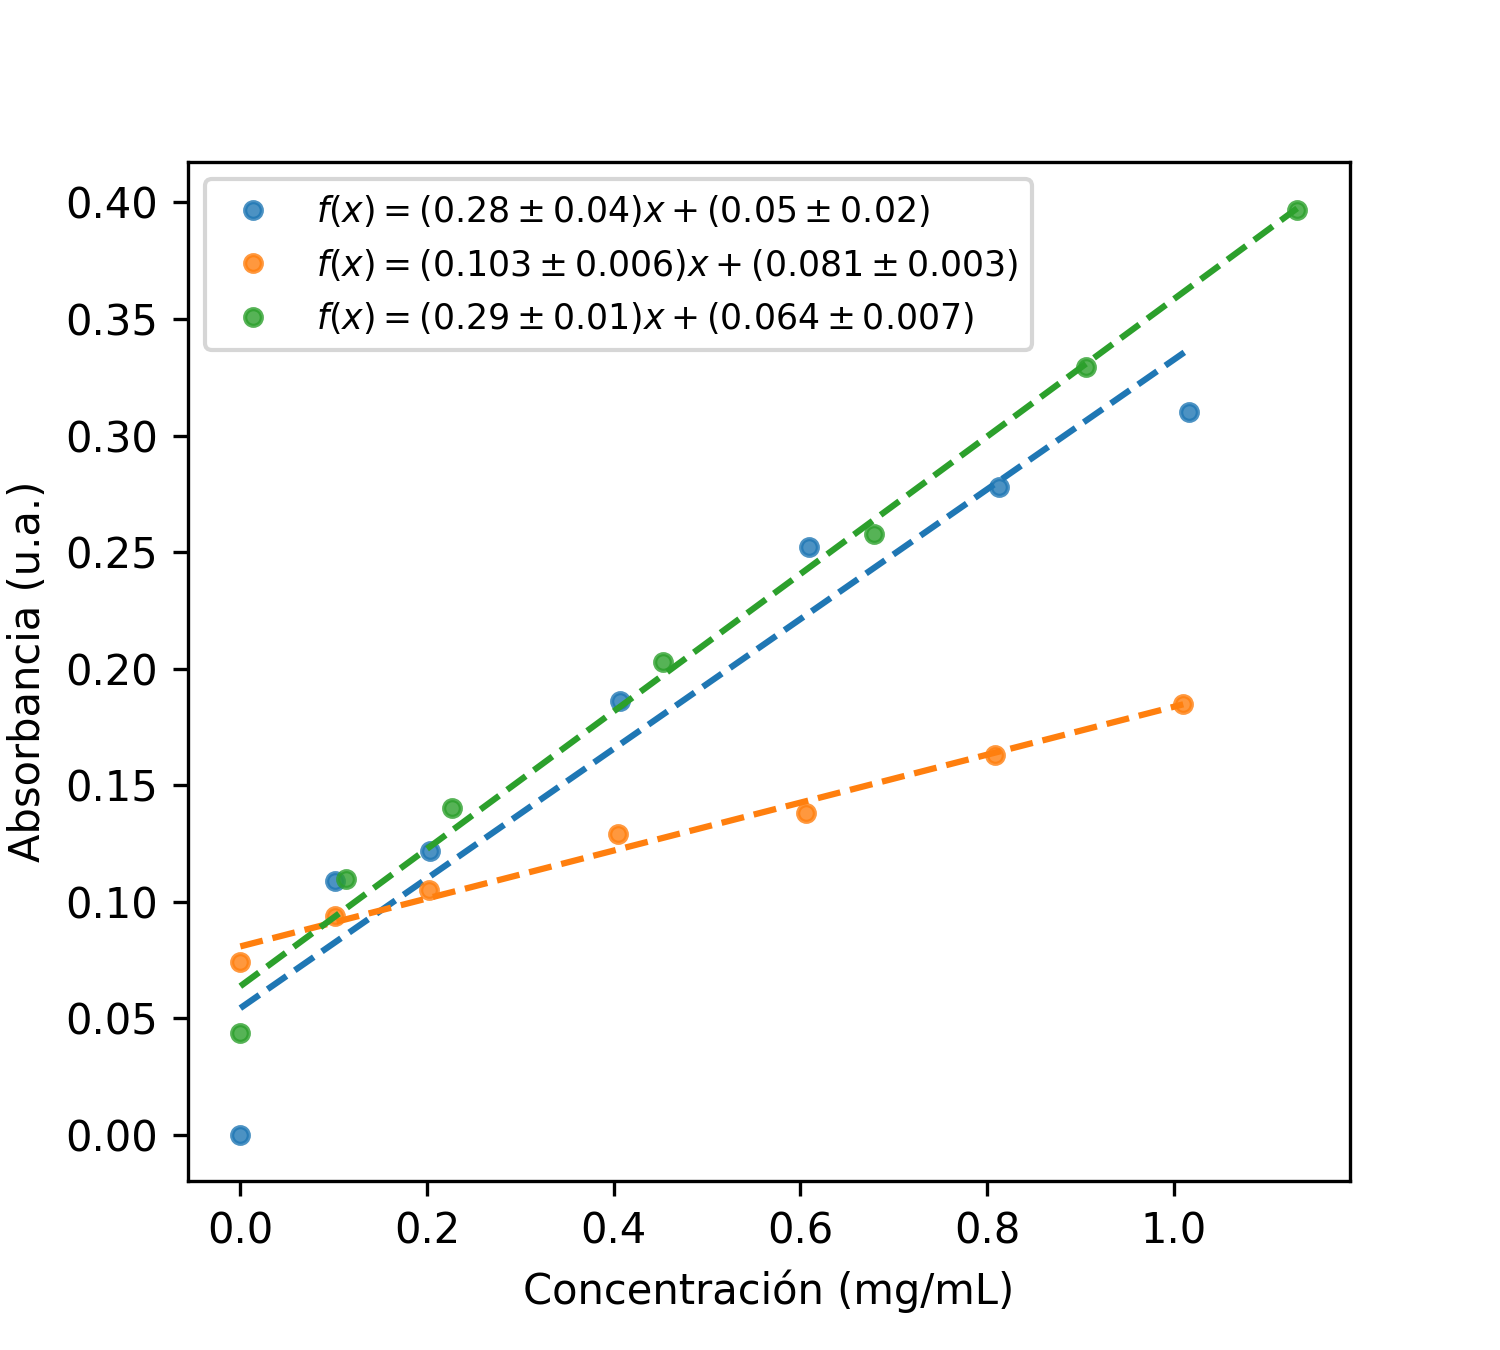 f(x) = (0.28 ± 0.04)x + (0.05 ± 0.02)
f(x) = (0.103 ± 0.006)x + (0.081 ± 0.003)
f(x) = (0.29 ± 0.01)x + (0.064 ± 0.007)
0.40
0.35
0.30
0.25
0.20
0.15
0.10
0.05
0.00
Absorbancia (u.a.)
0.0 0.2 0.4 0.6 0.8 1.0
Concentración (mg/mL)